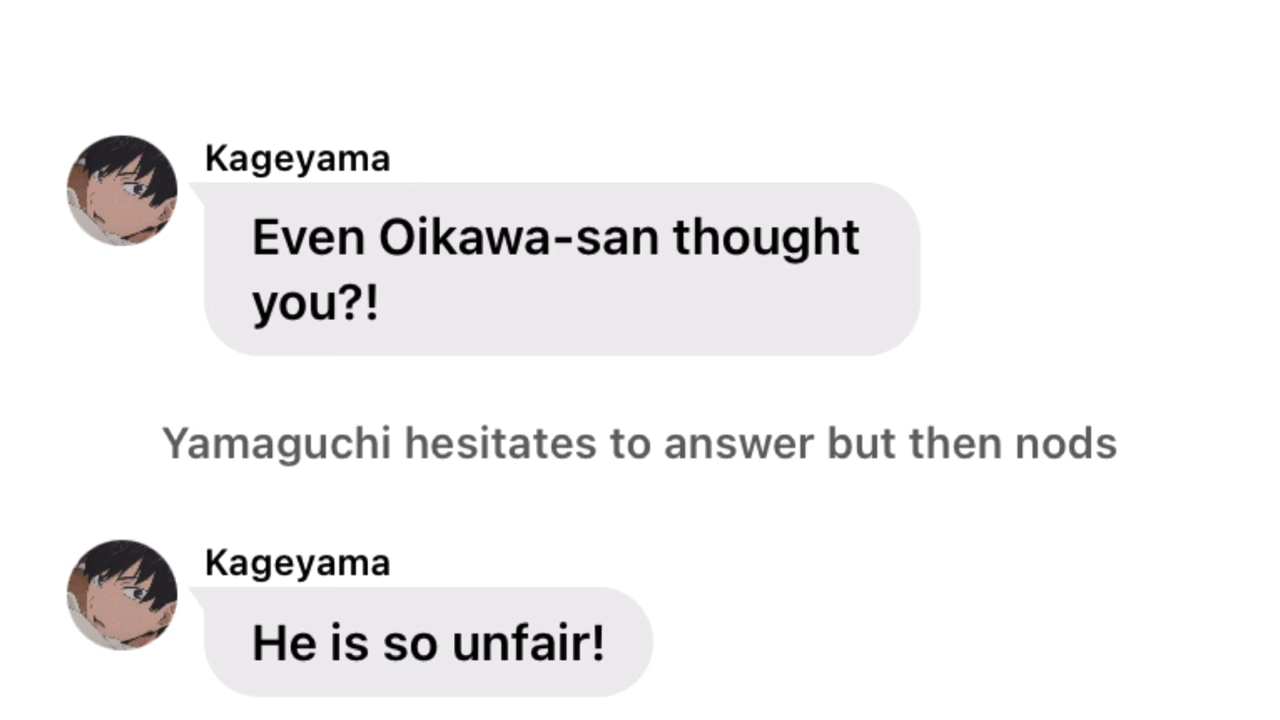 Kageyama
Even Oikawa-san thought
you?!
Yamaguchi hesitates to answer but then nods
Kageyama
He is so unfair!